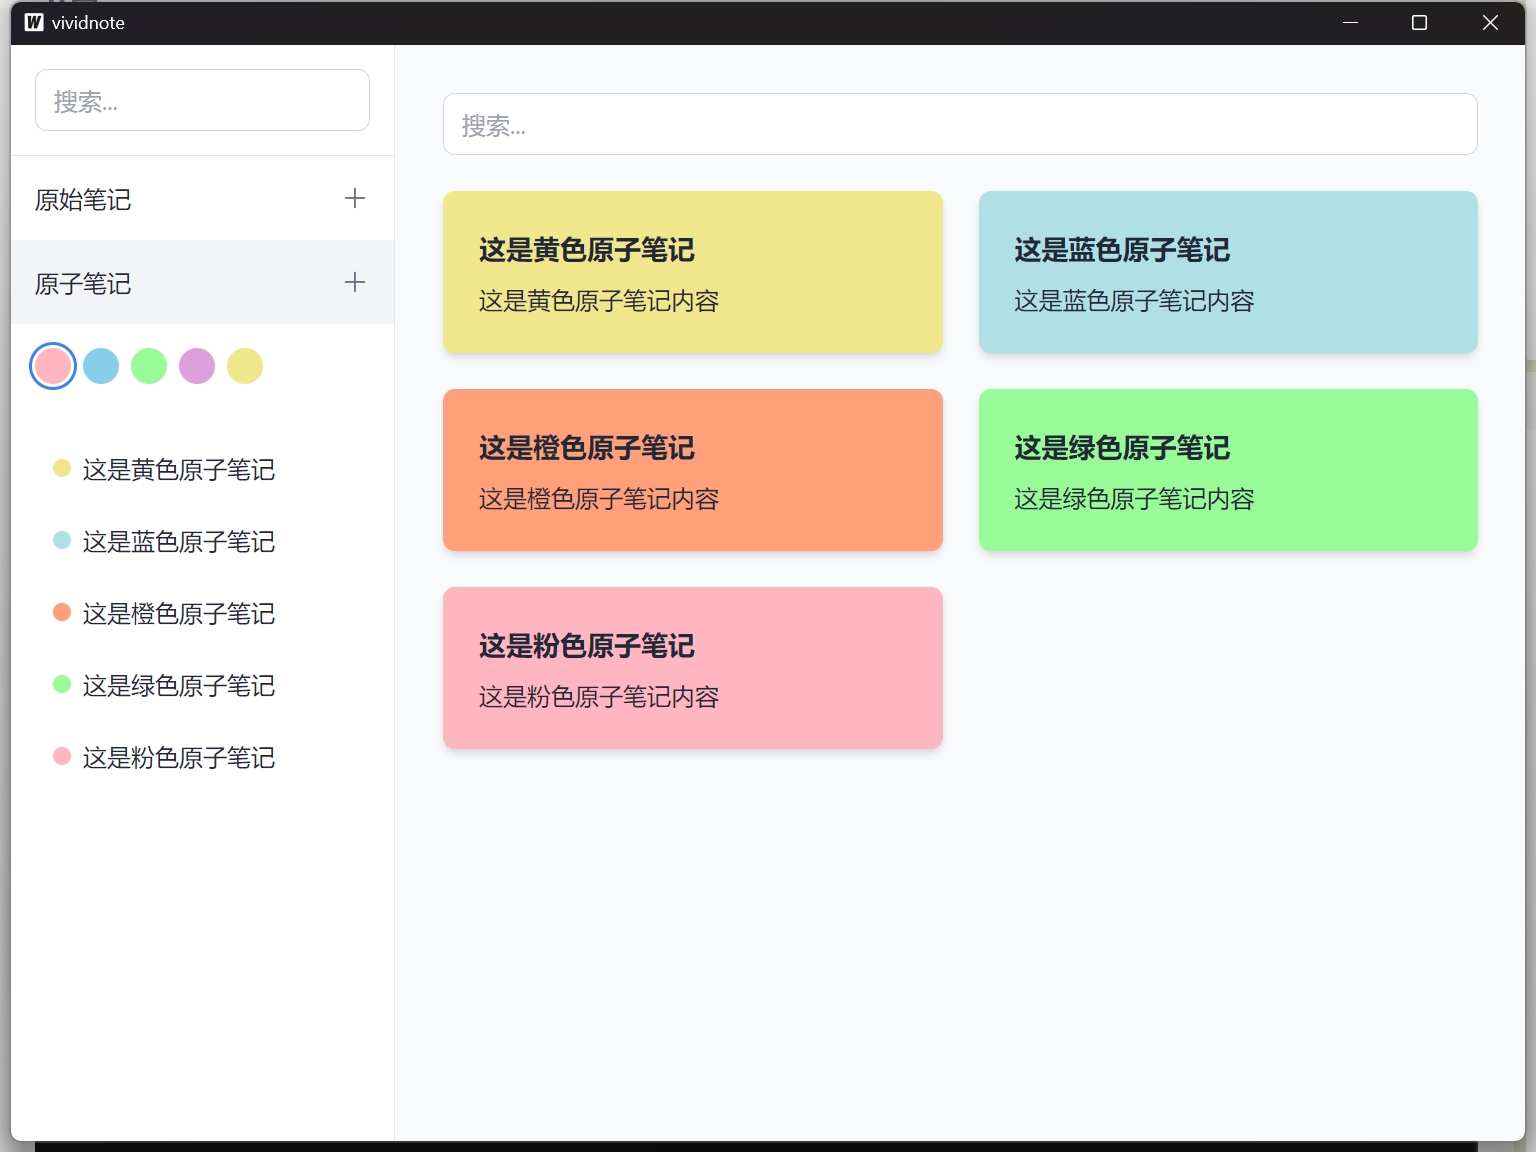 vividnote
搜索...
原始笔记
原子笔记
这是黄色原子笔记
这是蓝色原子笔记
这是橙色原子笔记
这是绿色原子笔记
这是粉色原子笔记
搜索...
这是黄色原子笔记
这是黄色原子笔记内容
这是蓝色原子笔记
这是蓝色原子笔记内容
这是橙色原子笔记
这是橙色原子笔记内容
这是绿色原子笔记
这是绿色原子笔记内容
这是粉色原子笔记
这是粉色原子笔记内容